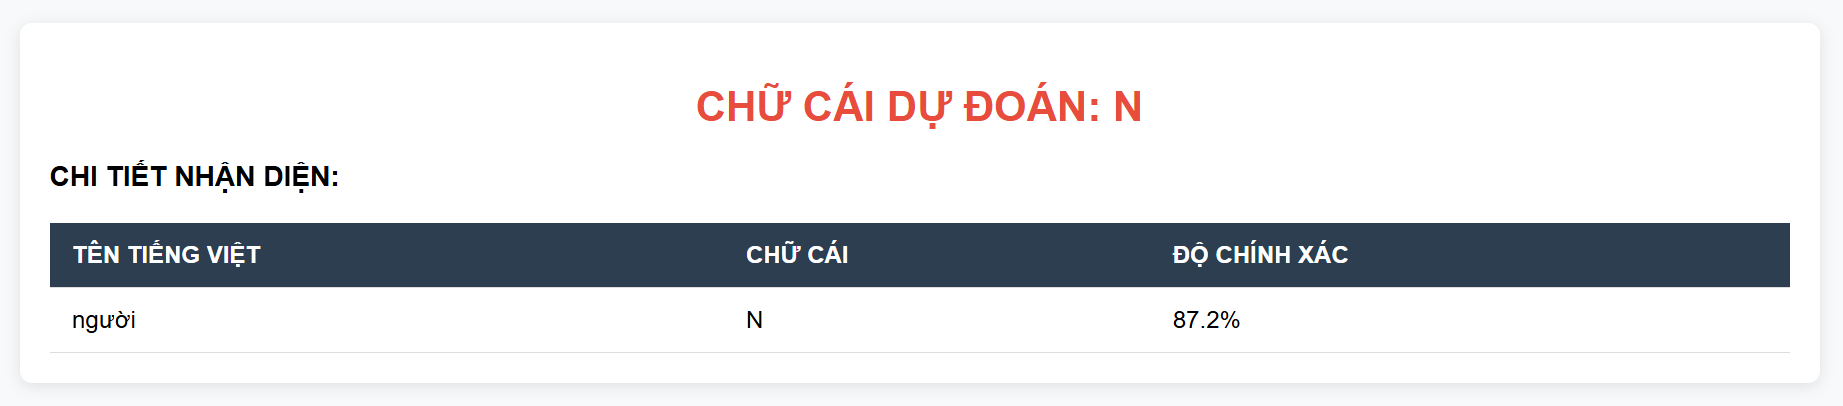 CHỮ CÁI DỰ ĐOÁN: N
CHI TIẾT NHẬN DIỆN:
TÊN TIẾNG VIỆT CHỮ CÁI ĐỘ CHÍNH XÁC
người N 87.2%